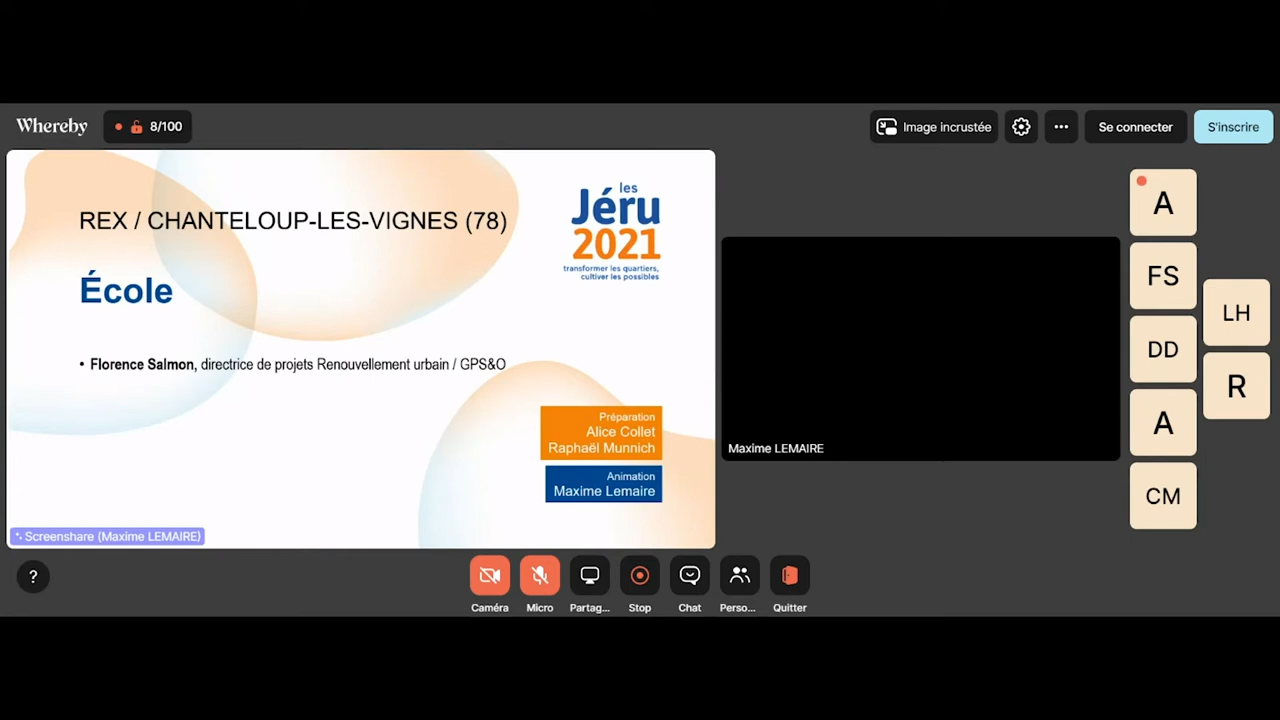 Whereby
8/100
Image incrustée
Se connecter
S'inscrire
REX / CHANTELOUP-LES-VIGNES (78)
les
Jéru
2021
transformer les quartiers,
cultiver les possibles
École
• Florence Salmon, directrice de projets Renouvellement urbain / GPS&O
Préparation
Alice Collet
Raphaël Munnich
Animation
Maxime Lemaire
Screenshare (Maxime LEMAIRE)
Maxime LEMAIRE
A
FS
DD
A
CM
LH
R
?
Caméra
Micro
Partag...
Stop
Chat
Perso...
Quitter